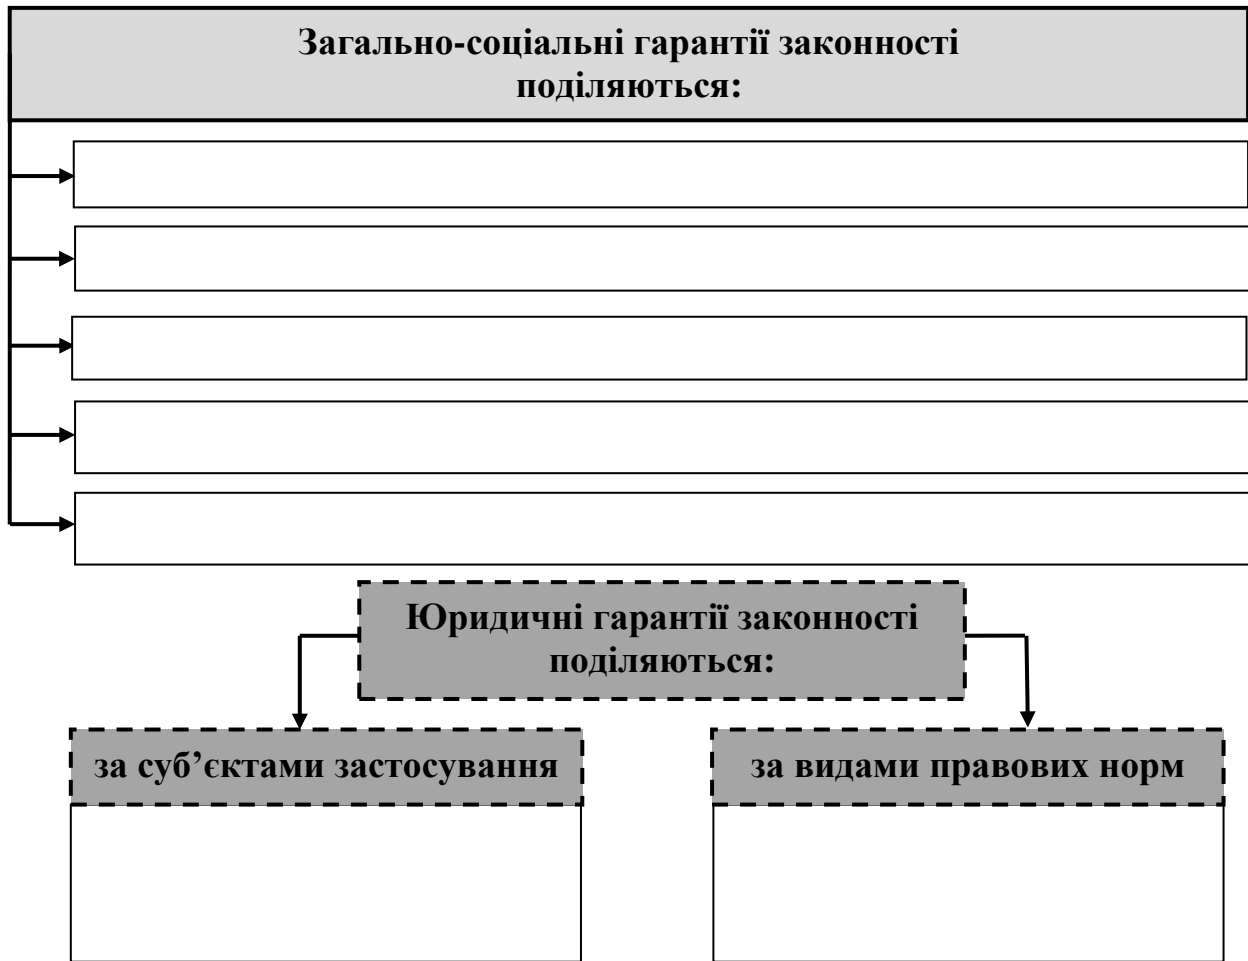 Загально-соціальні гарантії законності
поділяються:
Юридичні гарантії законності
поділяються:
за суб’єктами застосування
за видами правових норм